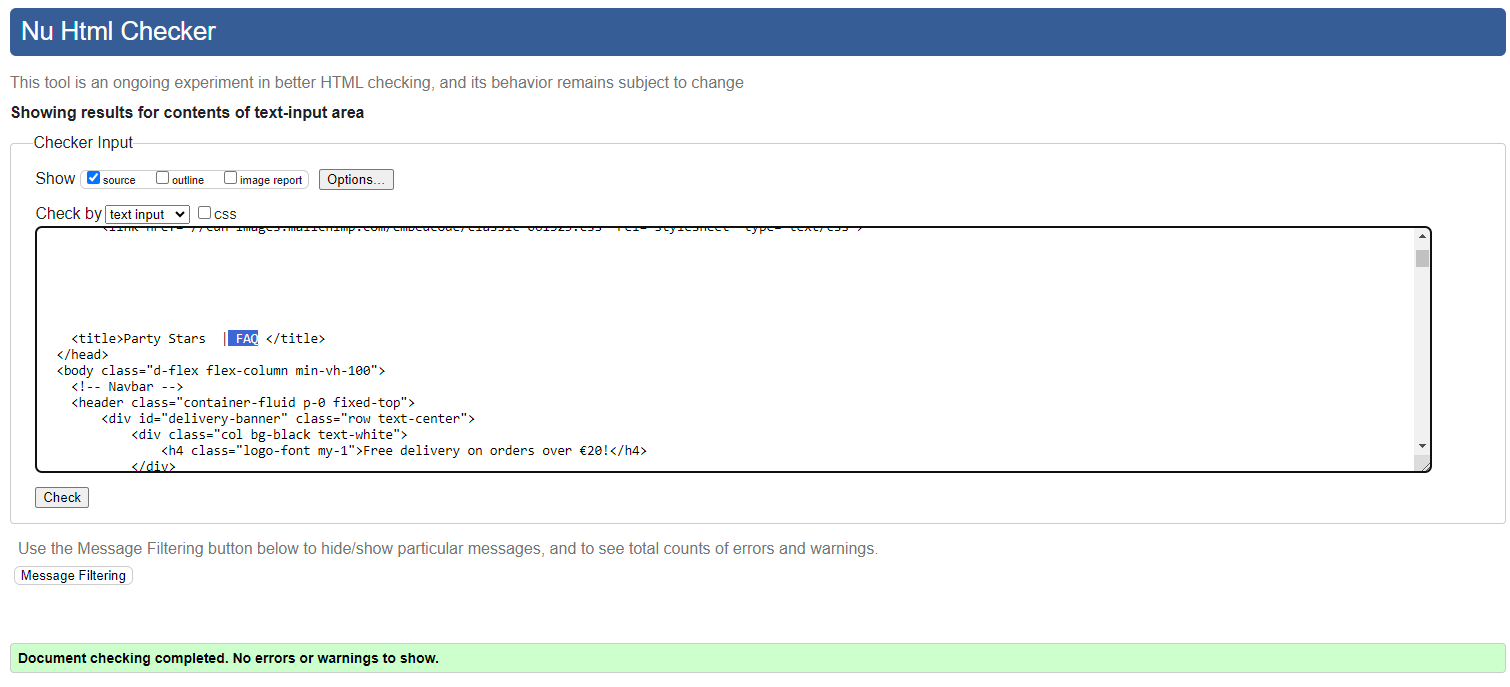 Nu Html Checker
This tool is an ongoing experiment in better HTML checking, and its behavior remains subject to change
Showing results for contents of text-input area
Checker Input
Show source outline image report Options...
Check by text input css
<title>Party Stars  | FAQ </title>
</head>
<body class="d-flex flex-column min-vh-100">
<!-- Navbar -->
<header class="container-fluid p-0 fixed-top">
<div id="delivery-banner" class="row text-center">
<div class="col bg-black text-white">
<h4 class="logo-font my-1">Free delivery on orders over €20!</h4>
</div>
Check
Use the Message Filtering button below to hide/show particular messages, and to see total counts of errors and warnings.
Message Filtering
Document checking completed. No errors or warnings to show.